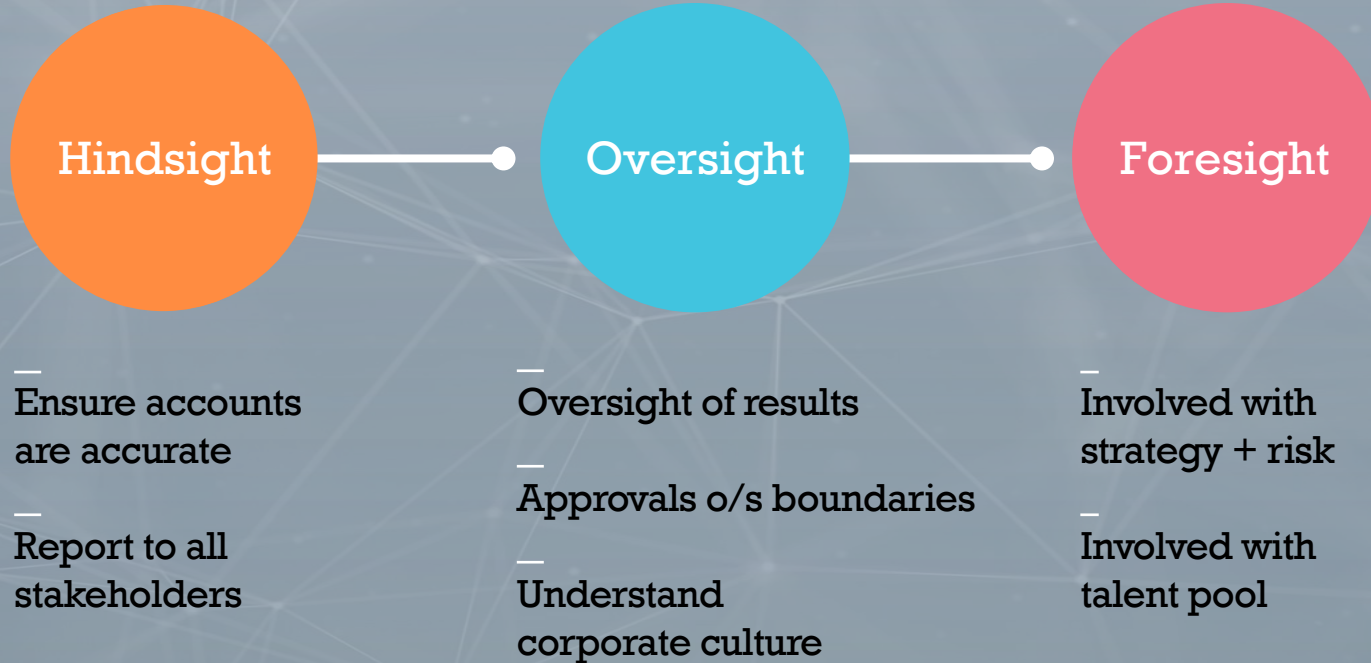 Hindsight
Oversight
Foresight
Ensure accounts
are accurate
Report to all
stakeholders
Oversight of results
Approvals o/s boundaries
Understand
corporate culture
Involved with
strategy + risk
Involved with
talent pool